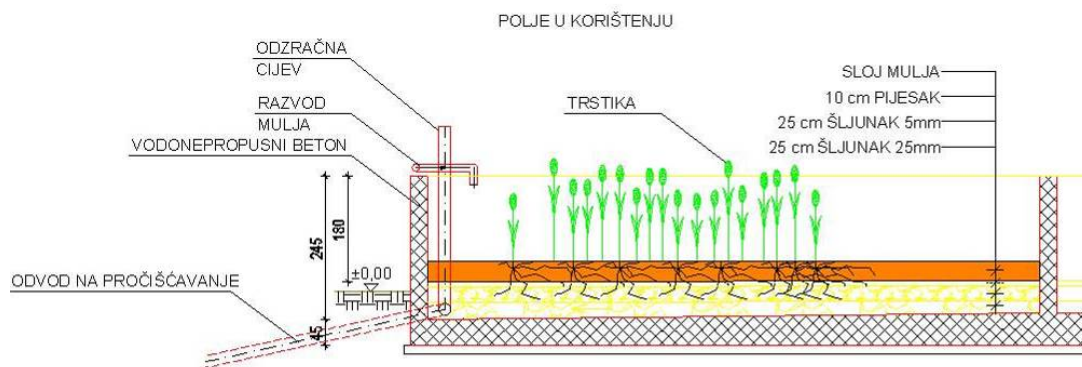 POLJE U KORIŠTENJU
ODZRAČNA
CIJEV
RAZVOD
MULJA
VODONEPROPUSNI BETON
TRSTIKA
SLOJ MULJA
10 cm PIJESAK
25 cm ŠLJUNAK 5mm
25 cm ŠLJUNAK 25mm
245
180
±0,00
ODVOD NA PROČIŠĆAVANJE
45